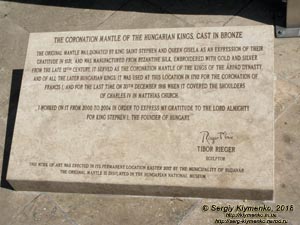 THE CORONATION MANTLE OF THE HUNGARIAN KINGS, CAST IN BRONZE
THE ORIGINAL MANTLE WAS DONATED BY KING SAINT STEPHEN AND QUEEN GISELA AS AN EXPRESSION OF THEIR
GRATITUDE IN 1031, AND WAS MANUFACTURED FROM BYZANTINE SILK, EMBROIDERED WITH GOLD AND SILVER
FROM THE LATE 12TH CENTURY, IT SERVED AS THE CORONATION MANTLE OF THE KINGS OF THE ÁRPÁD DYNASTY,
AND OF ALL THE LATER HUNGARIAN KINGS. IT WAS USED AT THIS LOCATION IN 1792 FOR THE CORONATION OF
FRANCIS I, AND FOR THE LAST TIME ON 30TH DECEMBER 1916 WHEN IT COVERED THE SHOULDERS
OF CHARLES IV IN MATTHIAS CHURCH.
I WORKED ON IT FROM 2000 TO 2004 IN ORDER TO EXPRESS MY GRATITUDE TO THE LORD ALMIGHTY
FOR KING STEPHEN I, THE FOUNDER OF HUNGARY.
TIBOR RIEGER
SCULPTOR
THIS WORK OF ART WAS ERECTED IN ITS PERMANENT LOCATION EASTER 2017 BY THE MUNICIPALITY OF BUDAVÁR
THE ORIGINAL MANTLE IS DISPLAYED IN THE HUNGARIAN NATIONAL MUSEUM.
© Sergiy Klymenko, 2018